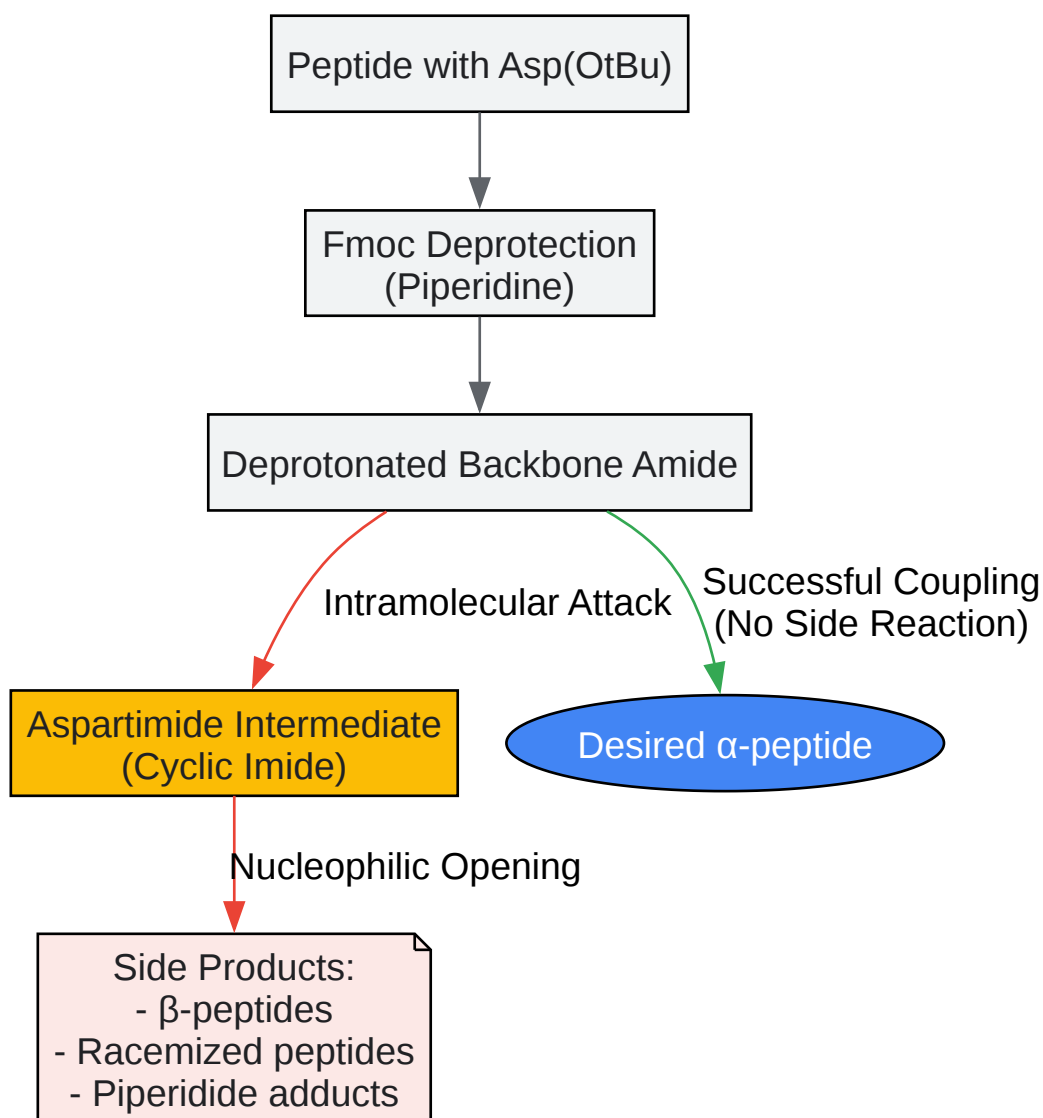 Peptide with Asp(OtBu)
Fmoc Deprotection
(Piperidine)
Deprotonated Backbone Amide
Intramolecular Attack
Successful Coupling
(No Side Reaction)
Aspartimide Intermediate
(Cyclic Imide)
Desired α-peptide
Nucleophilic Opening
Side Products:
- β-peptides
- Racemized peptides
- Piperidide adducts